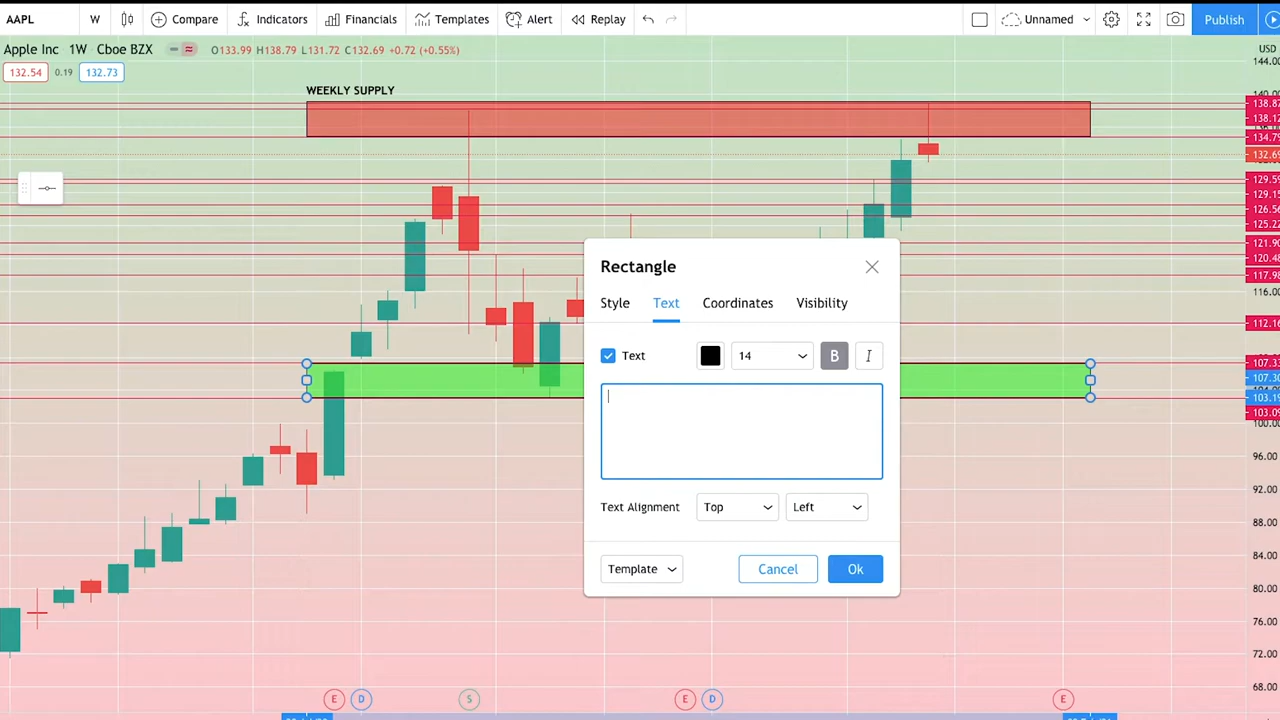 AAPL W Compare Indicators Financials Templates Alert Replay Unnamed Publish
Apple Inc 1W Cboe BZX O133.99 H138.79 L131.72 C132.69 +0.72 (+0.55%) USD
144.00
132.54 0.19 132.73
WEEKLY SUPPLY
138.87
138.12
134.79
132.69
129.59
129.15
126.56
125.22
121.90
120.48
117.98
116.00
112.16
107.33
107.30
103.19
103.09
100.00
96.00
92.00
88.00
84.00
80.00
76.00
72.00
68.00
Rectangle
Style Text Coordinates Visibility
Text 14 B I
Text Alignment Top Left
Template Cancel Ok
E D S E D E